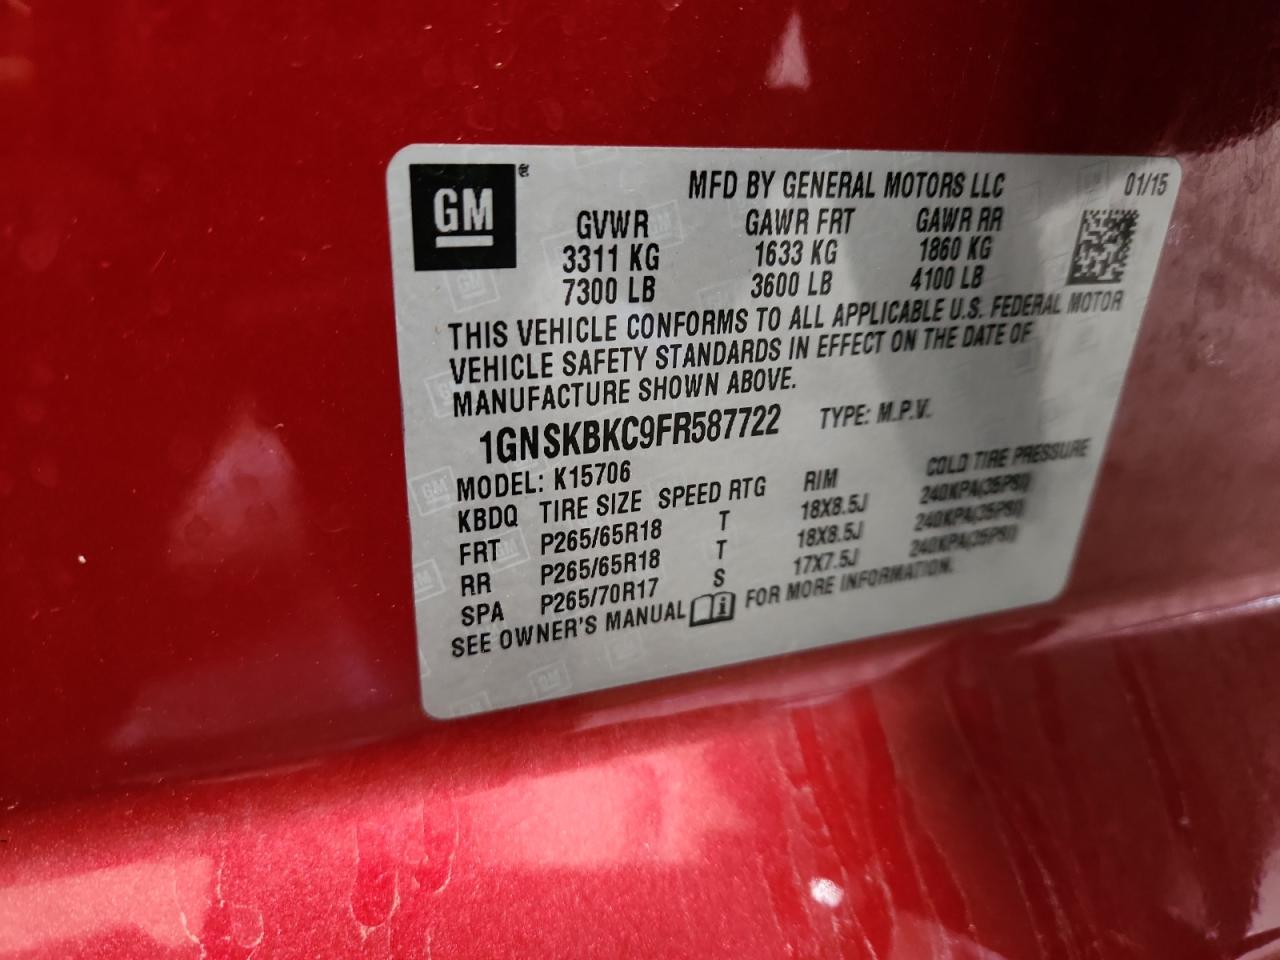 GM®
MFD BY GENERAL MOTORS LLC 01/15
GVWR GAWR FRT GAWR RR
3311 KG 1633 KG 1860 KG
7300 LB 3600 LB 4100 LB
THIS VEHICLE CONFORMS TO ALL APPLICABLE U.S. FEDERAL MOTOR
VEHICLE SAFETY STANDARDS IN EFFECT ON THE DATE OF
MANUFACTURE SHOWN ABOVE.
1GNSKBKC9FR587722 TYPE: M.P.V.
MODEL: K15706
KBDQ TIRE SIZE SPEED RTG RIM COLD TIRE PRESSURE
FRT P265/65R18 T 18X8.5J 240KPA(35PSI)
RR P265/65R18 T 18X8.5J 240KPA(35PSI)
SPA P265/70R17 S 17X7.5J 240KPA(35PSI)
SEE OWNER'S MANUAL FOR MORE INFORMATION.